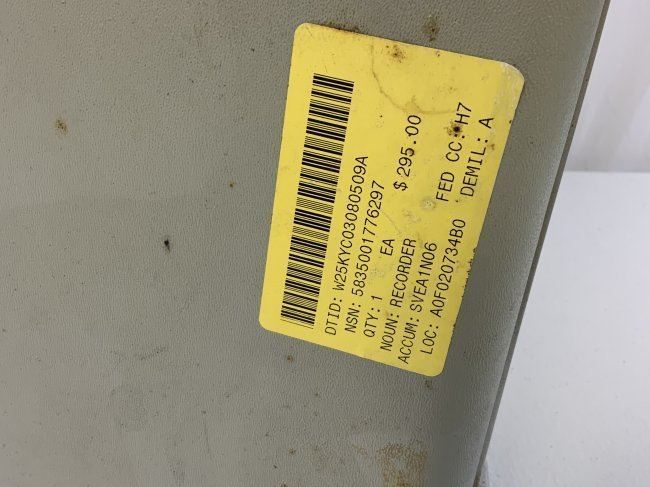 DTID: W25KYC03080509A
NSN: 5835001776297
QTY: 1 EA $ 295.00
NOUN: RECORDER
ACCUM: SVEA1N06 FED CC: H7
LOC: A0F020734B0 DEMIL: A